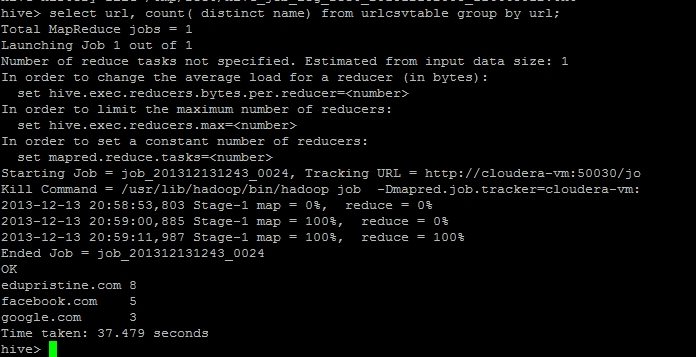 hive> select url, count( distinct name) from urlcsvtable group by url;
Total MapReduce jobs = 1
Launching Job 1 out of 1
Number of reduce tasks not specified. Estimated from input data size: 1
In order to change the average load for a reducer (in bytes):
  set hive.exec.reducers.bytes.per.reducer=<number>
In order to limit the maximum number of reducers:
  set hive.exec.reducers.max=<number>
In order to set a constant number of reducers:
  set mapred.reduce.tasks=<number>
Starting Job = job_201312131243_0024, Tracking URL = http://cloudera-vm:50030/jo
Kill Command = /usr/lib/hadoop/bin/hadoop job  -Dmapred.job.tracker=cloudera-vm:
2013-12-13 20:58:53,803 Stage-1 map = 0%,  reduce = 0%
2013-12-13 20:59:00,885 Stage-1 map = 100%,  reduce = 0%
2013-12-13 20:59:11,987 Stage-1 map = 100%,  reduce = 100%
Ended Job = job_201312131243_0024
OK
edupristine.com 8
facebook.com    5
google.com      3
Time taken: 37.479 seconds
hive>